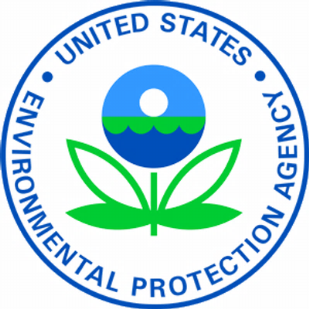 UNITED STATES
ENVIRONMENTAL PROTECTION AGENCY